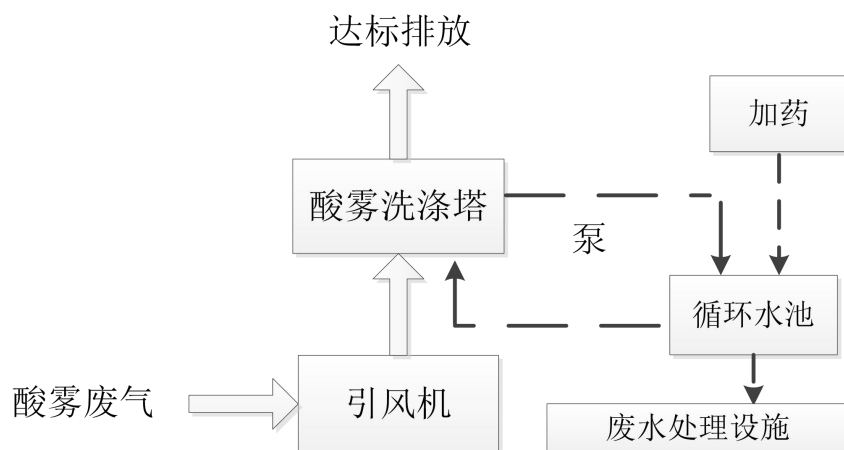 达标排放
加药
酸雾洗涤塔
泵
循环水池
酸雾废气
引风机
废水处理设施